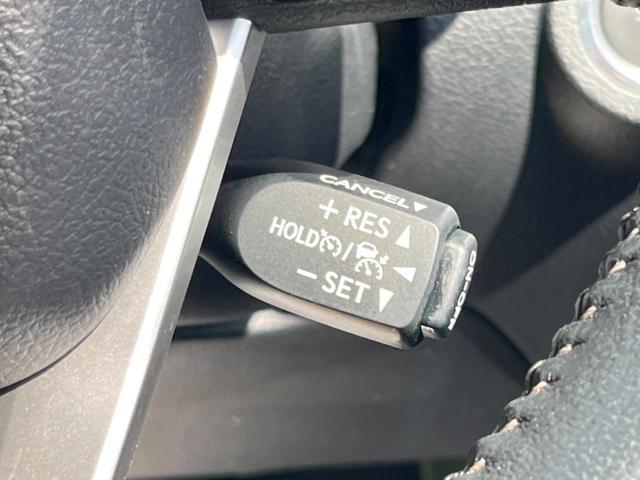 CANCEL▼
+ RES ▲
HOLD / ◀
− SET ▼
ON-OFF